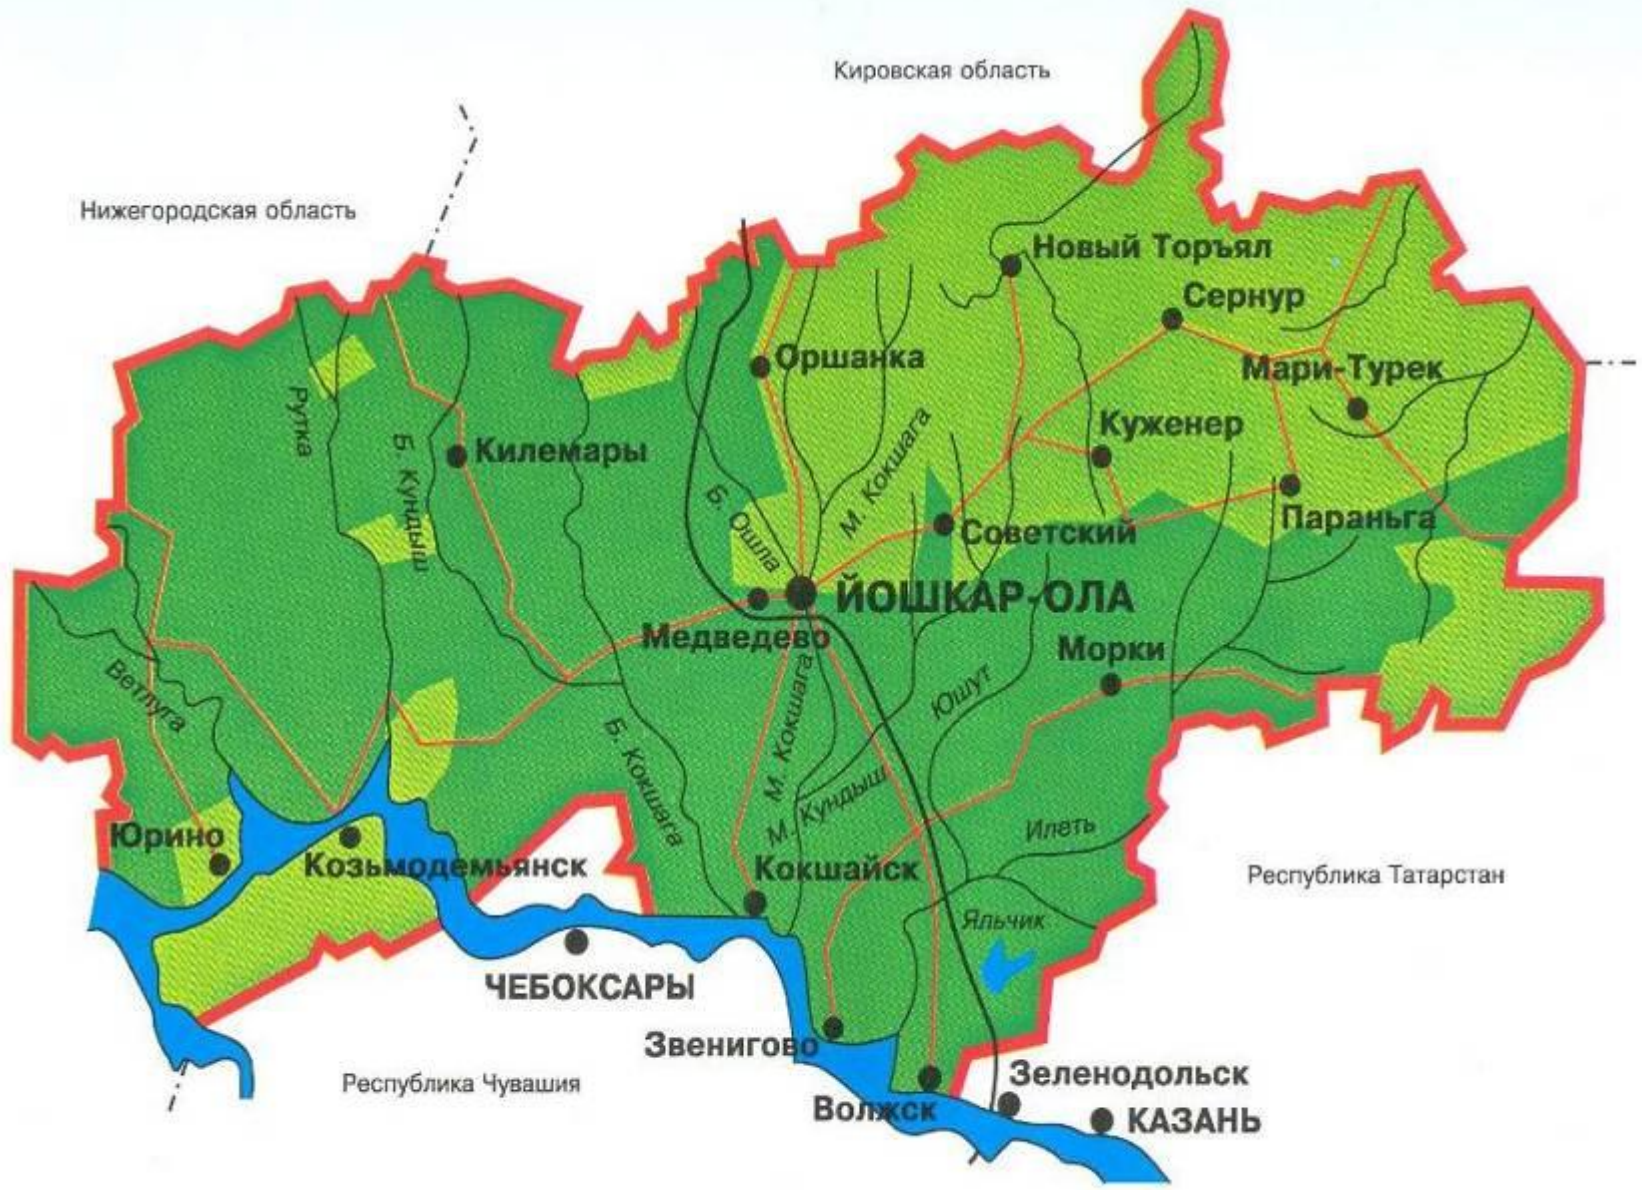 Кировская область
Нижегородская область
Новый Торъял
Сернур
Оршанка
Мари-Турек
Рутка
Б. Кундыш
Килемары
М. Кокшага
Куженер
Б. Ошла
Советский
Параньга
ЙОШКАР-ОЛА
Медведево
Морки
Ветлуга
Юшут
Б. Кокшага
М. Кокшага
М. Кундыш
Илеть
Юрино
Козьмодемьянск
Кокшайск
Республика Татарстан
Яльчик
ЧЕБОКСАРЫ
Звенигово
Республика Чувашия
Зеленодольск
Волжск
КАЗАНЬ